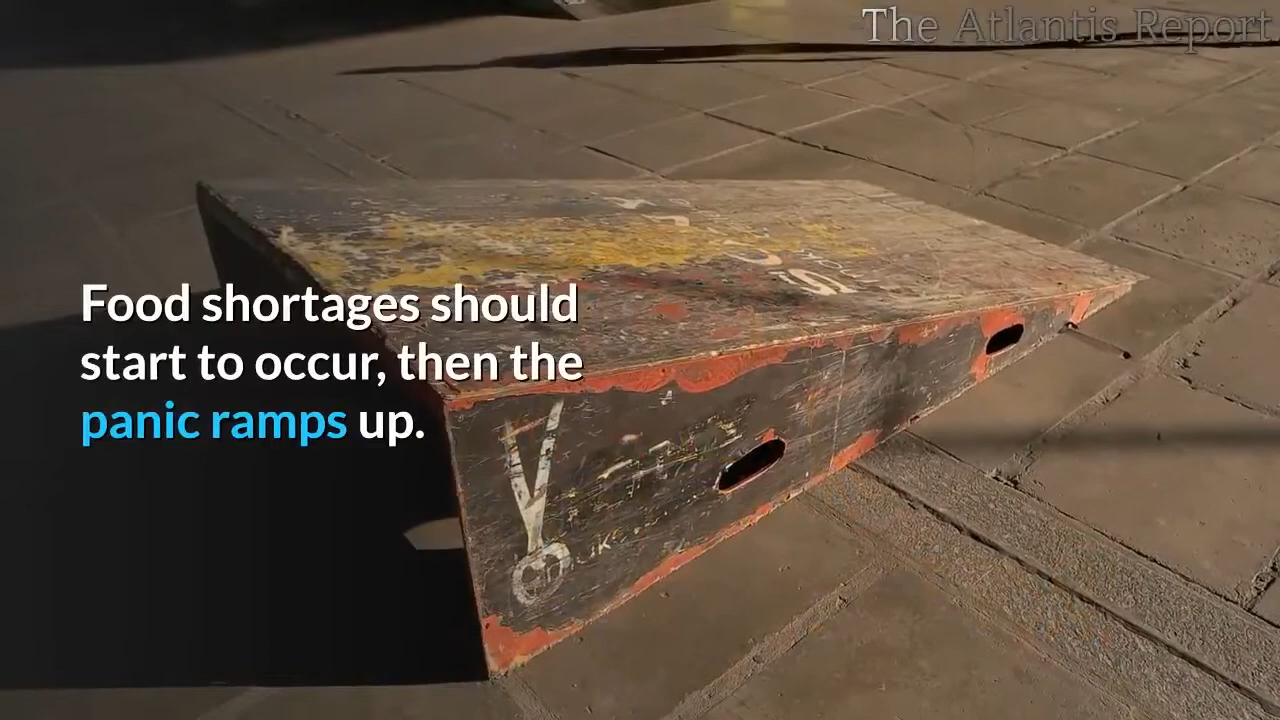 The Atlantis Report
Food shortages should
start to occur, then the
panic ramps up.